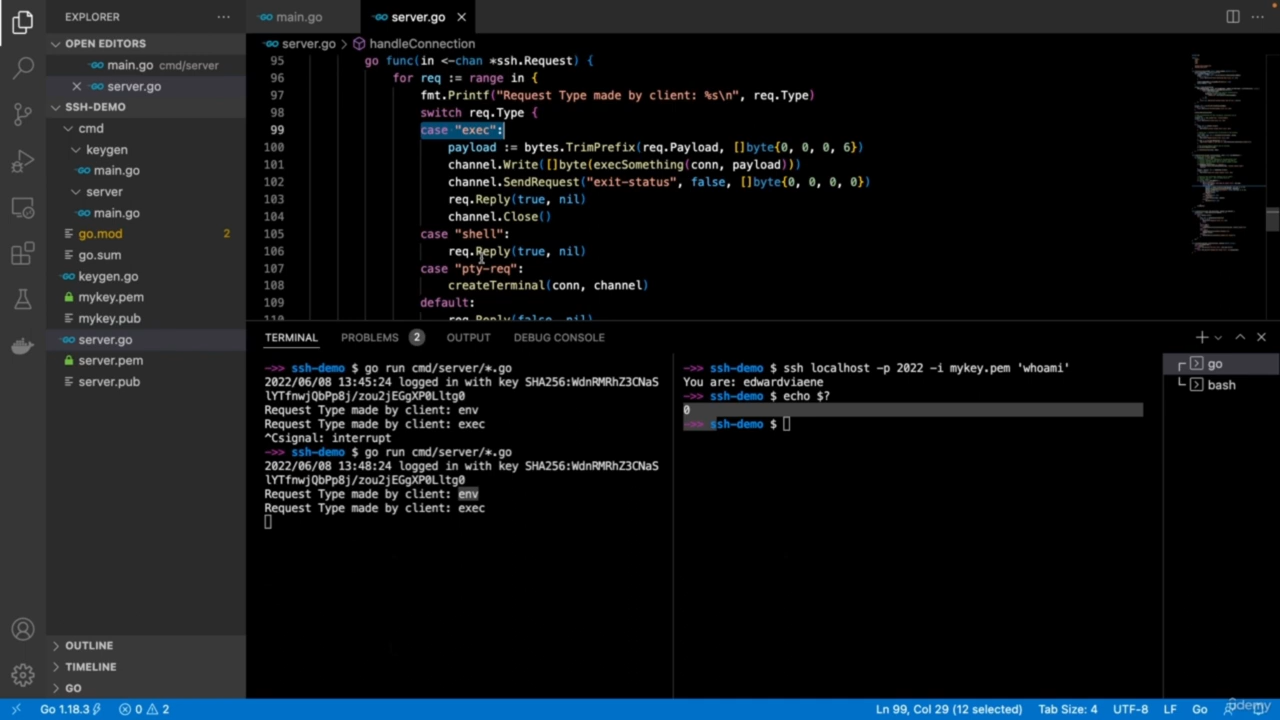 EXPLORER
OPEN EDITORS
main.go cmd/server
server.go
SSH-DEMO
cmd
keygen
main.go
server
main.go
go.mod 2
go.sum
keygen.go
mykey.pem
mykey.pub
server.go
server.pem
server.pub
OUTLINE
TIMELINE
GO
main.go
server.go
server.go > handleConnection
95 go func(in <-chan *ssh.Request) {
96 for req := range in {
97 fmt.Printf("Request Type made by client: %s\n", req.Type)
98 switch req.Type {
99 case "exec":
100 payload := bytes.TrimPrefix(req.Payload, []byte{0, 0, 0, 6})
101 channel.Write([]byte(execSomething(conn, payload)))
102 channel.SendRequest("exit-status", false, []byte{0, 0, 0, 0})
103 req.Reply(true, nil)
104 channel.Close()
105 case "shell":
106 req.Reply(true, nil)
107 case "pty-req":
108 createTerminal(conn, channel)
109 default:
110 req.Reply(false, nil)
TERMINAL PROBLEMS 2 OUTPUT DEBUG CONSOLE
->> ssh-demo $ go run cmd/server/*.go
2022/06/08 13:45:24 logged in with key SHA256:WdnRMRhZ3CNaS
lYTfnwjQbPp8j/zou2jEGgXP0Lltg0
Request Type made by client: env
Request Type made by client: exec
^Csignal: interrupt
->> ssh-demo $ go run cmd/server/*.go
2022/06/08 13:48:24 logged in with key SHA256:WdnRMRhZ3CNaS
lYTfnwjQbPp8j/zou2jEGgXP0Lltg0
Request Type made by client: env
Request Type made by client: exec
->> ssh-demo $ ssh localhost -p 2022 -i mykey.pem 'whoami'
You are: edwardviaene
->> ssh-demo $ echo $?
0
->> ssh-demo $
go
bash
Go 1.18.3 0 2 Ln 99, Col 29 (12 selected) Tab Size: 4 UTF-8 LF Go
udemy